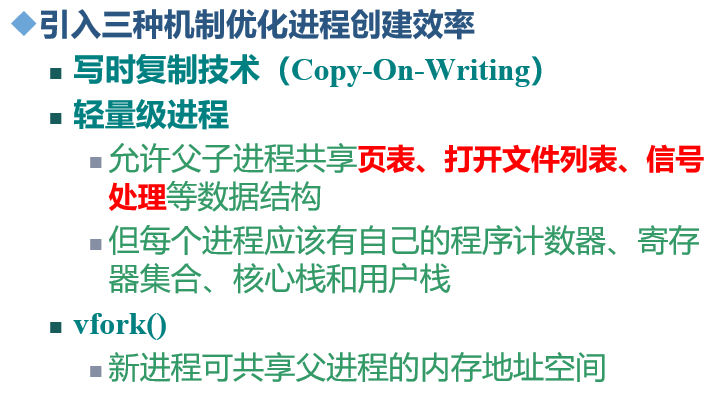 引入三种机制优化进程创建效率
写时复制技术（Copy-On-Writing）
轻量级进程
允许父子进程共享页表、打开文件列表、信号
处理等数据结构
但每个进程应该有自己的程序计数器、寄存
器集合、核心栈和用户栈
vfork()
新进程可共享父进程的内存地址空间